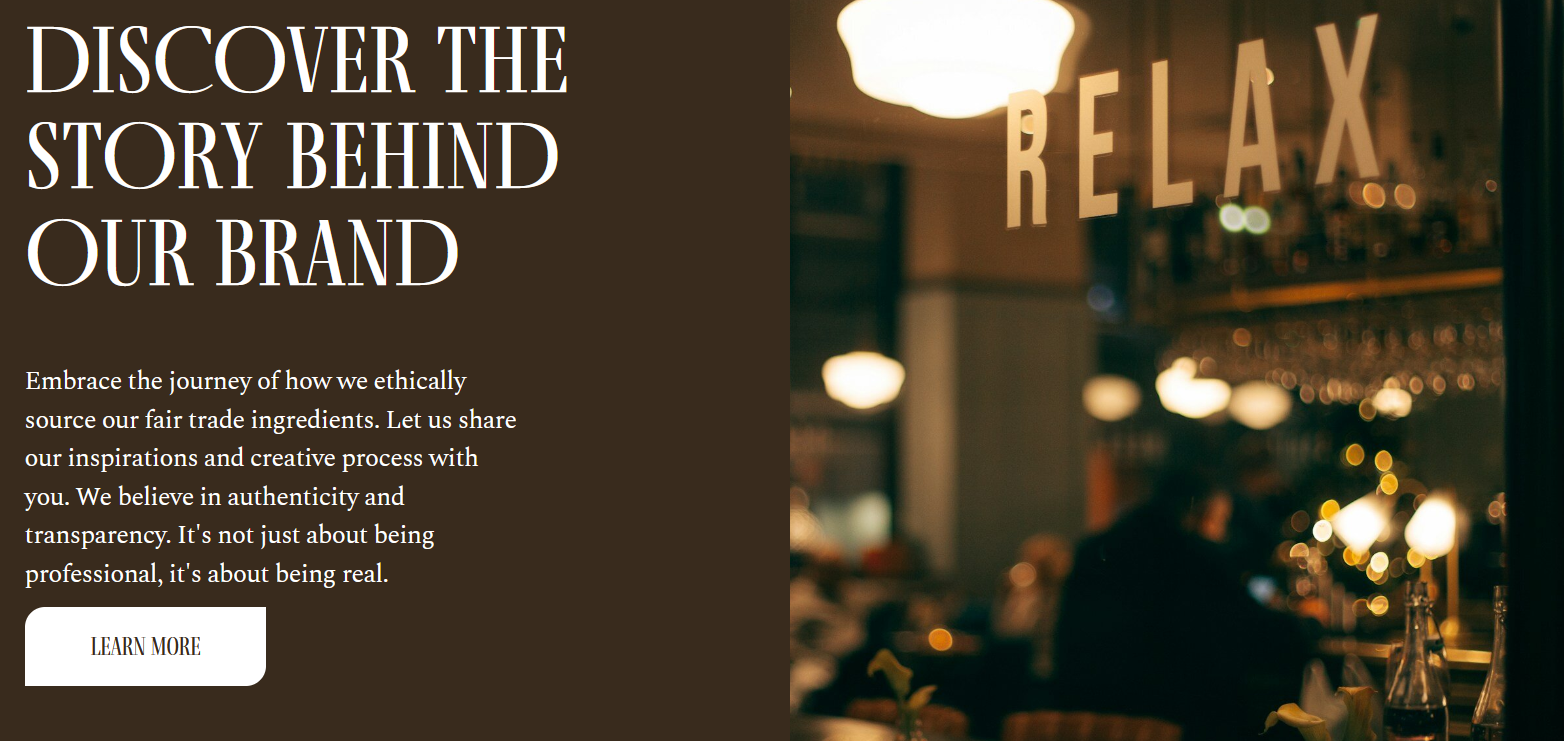 DISCOVER THE
STORY BEHIND
OUR BRAND
Embrace the journey of how we ethically
source our fair trade ingredients. Let us share
our inspirations and creative process with
you. We believe in authenticity and
transparency. It's not just about being
professional, it's about being real.
LEARN MORE
RELAX